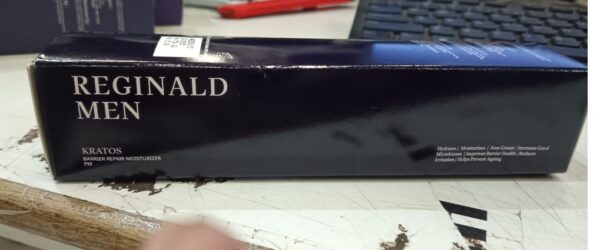 REGINALD
MEN
KRATOS
BARRIER REPAIR MOISTURIZER
PM
Hydrates | Moisturises | Non Greasy | Increases Good
Microbiome | Improves Barrier Health | Reduces
Irritation | Helps Prevent Ageing